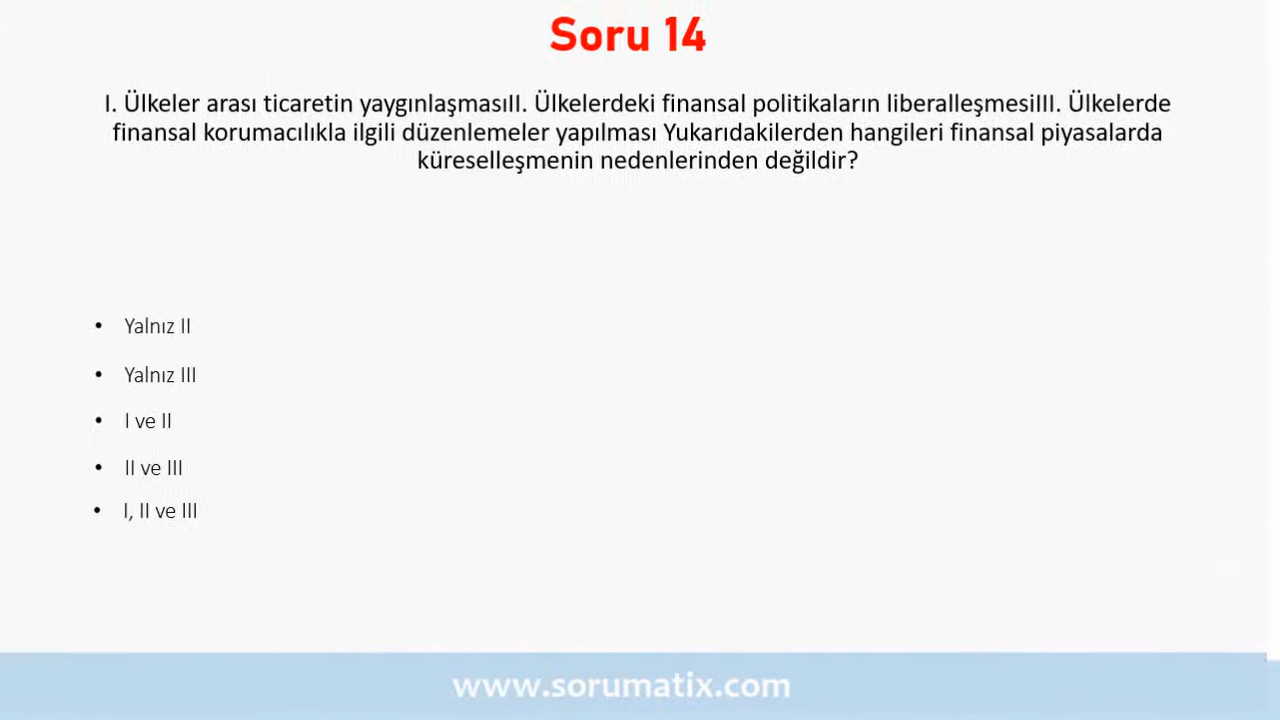 Soru 14
I. Ülkeler arası ticaretin yaygınlaşmasıII. Ülkelerdeki finansal politikaların liberalleşmesiIII. Ülkelerde
finansal korumacılıkla ilgili düzenlemeler yapılması Yukarıdakilerden hangileri finansal piyasalarda
küreselleşmenin nedenlerinden değildir?
• Yalnız II
• Yalnız III
• I ve II
• II ve III
• I, II ve III
www.sorumatix.com